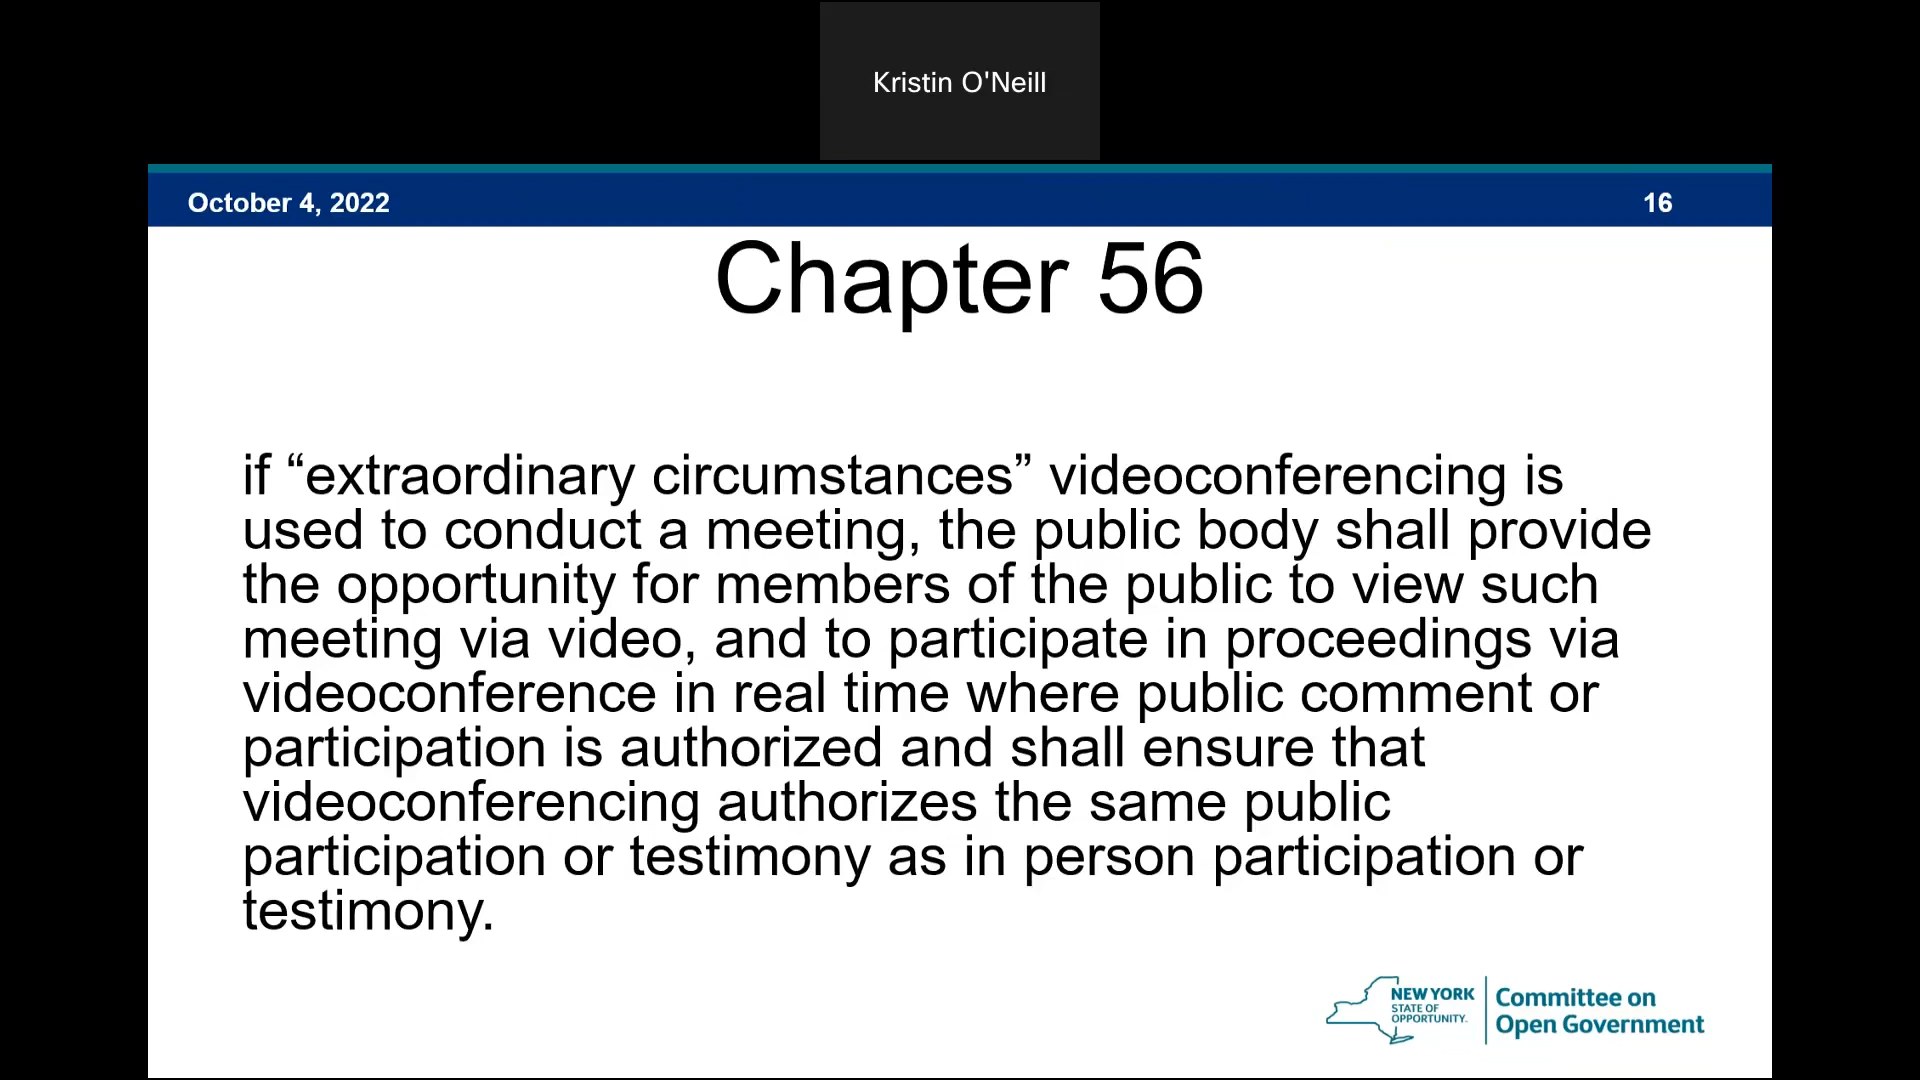 Kristin O'Neill
October 4, 2022
16
Chapter 56
if “extraordinary circumstances” videoconferencing is
used to conduct a meeting, the public body shall provide
the opportunity for members of the public to view such
meeting via video, and to participate in proceedings via
videoconference in real time where public comment or
participation is authorized and shall ensure that
videoconferencing authorizes the same public
participation or testimony as in person participation or
testimony.
NEW YORK
STATE OF
OPPORTUNITY.
Committee on
Open Government